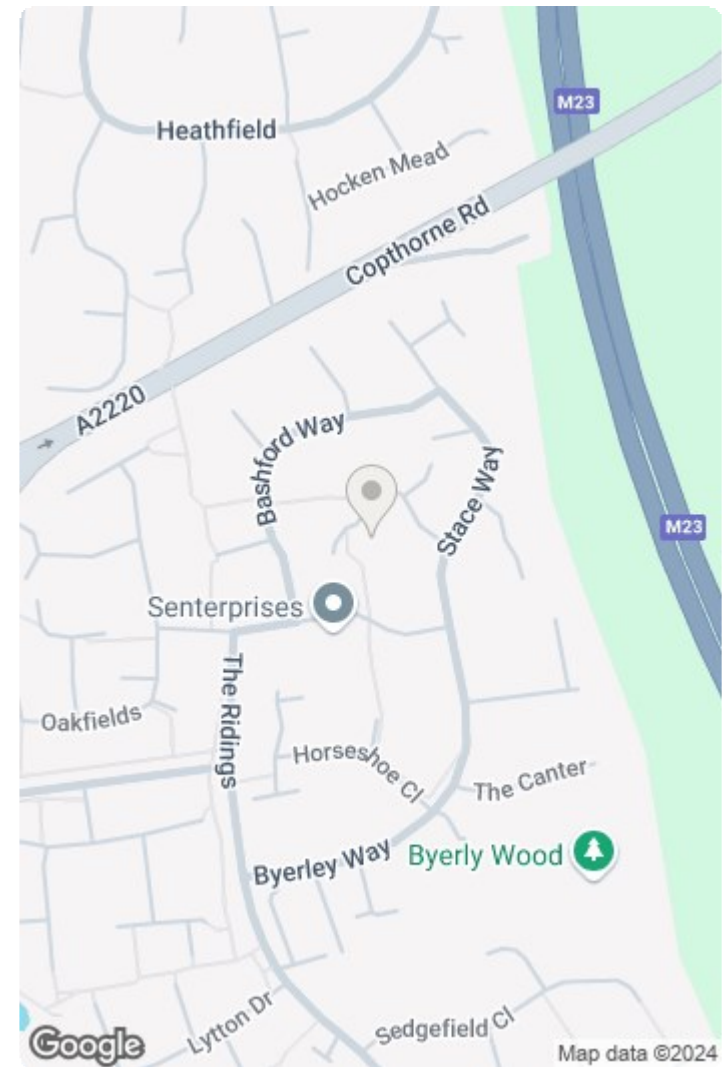 M23
Heathfield
Hocken Mead
Copthorne Rd
A2220
Bashford Way
Stace Way
M23
Senterprises
The Ridings
Oakfields
Horseshoe Cl
The Canter
Byerley Way
Byerly Wood
Lytton Dr
Sedgefield Cl
Google
Map data ©2024